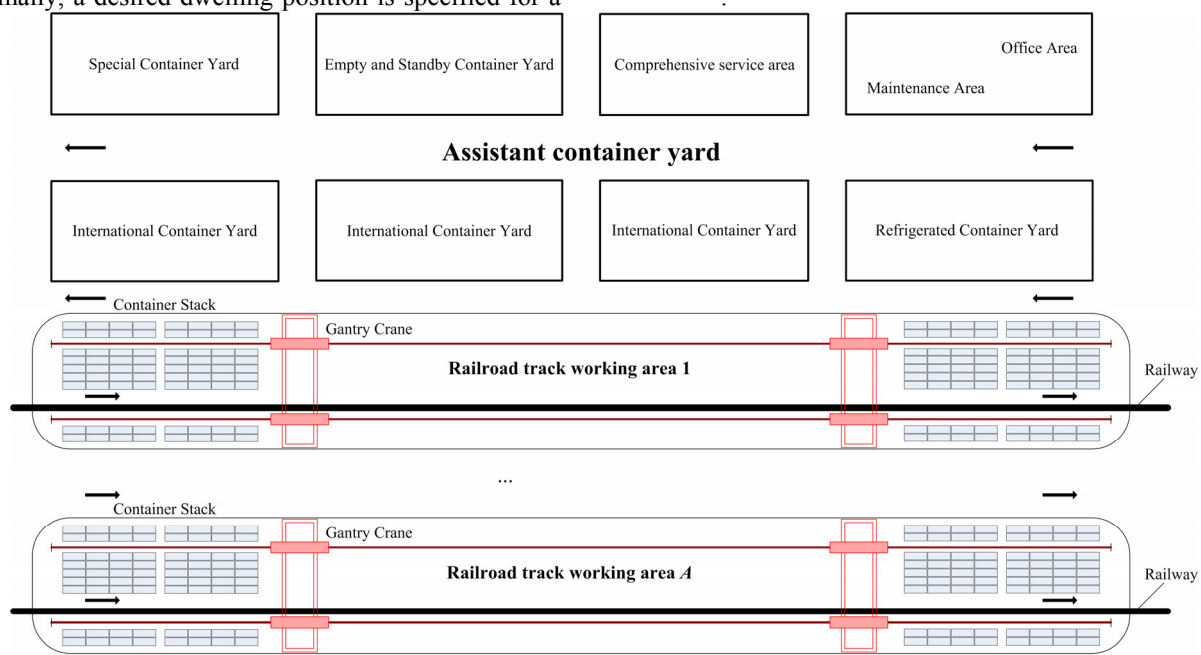 mally, a desired dwelling position is specified for a
.
Special Container Yard
Empty and Standby Container Yard
Comprehensive service area
Office Area
Maintenance Area
Assistant container yard
International Container Yard
International Container Yard
International Container Yard
Refrigerated Container Yard
Container Stack
Gantry Crane
Railroad track working area 1
Railway
...
Container Stack
Gantry Crane
Railroad track working area A
Railway